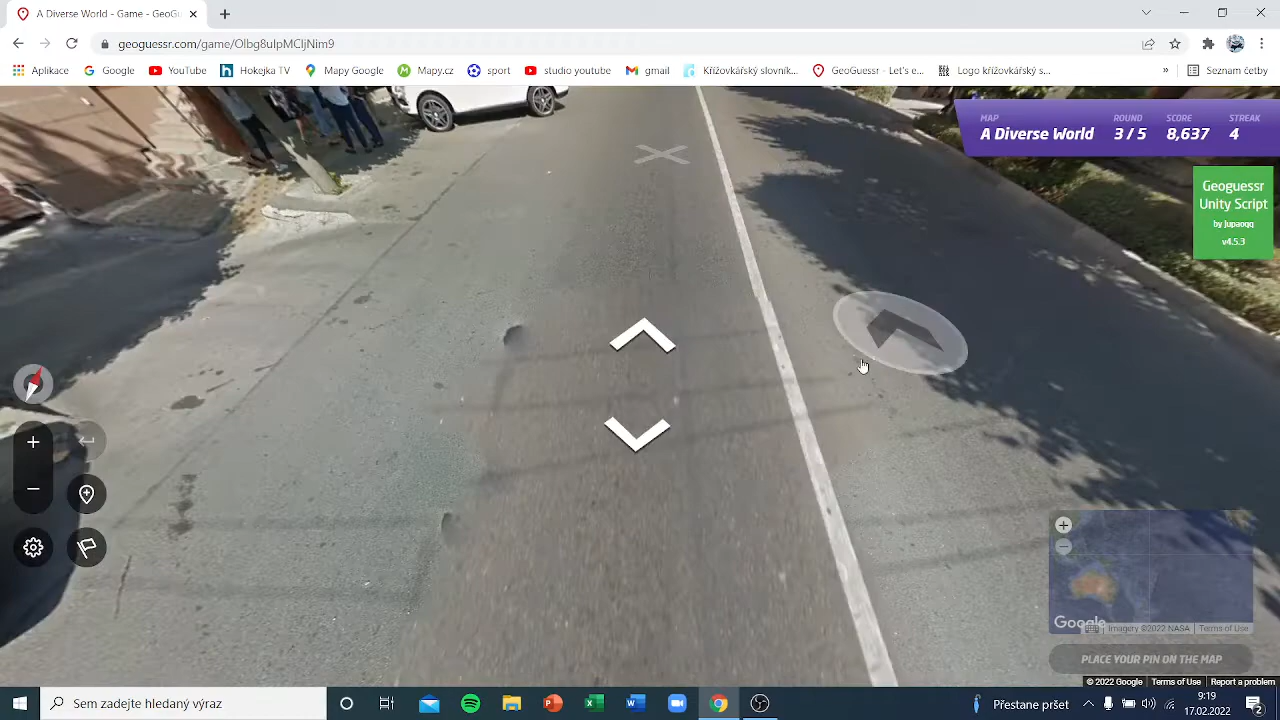 A Diverse World - Game - GeoG
geoguessr.com/game/Olbg8uIpMCIjNim9
Aplikace Google YouTube Hokejka TV Mapy Google Mapy.cz sport studio youtube gmail Křížovkářský slovn... GeoGuessr - Let's c... Logo křížovkářský s... » Seznam četby
MAP ROUND SCORE STREAK
A Diverse World 3 / 5 8,637 4
Geoguessr
Unity Script
by Jupaoqq
v4.5.3
Google Imagery ©2022 NASA Terms of Use
PLACE YOUR PIN ON THE MAP
© 2022 Google Terms of Use Report a problem
Sem zadejte hledaný výraz
Přestane pršet
9:19
17.02.2022
2